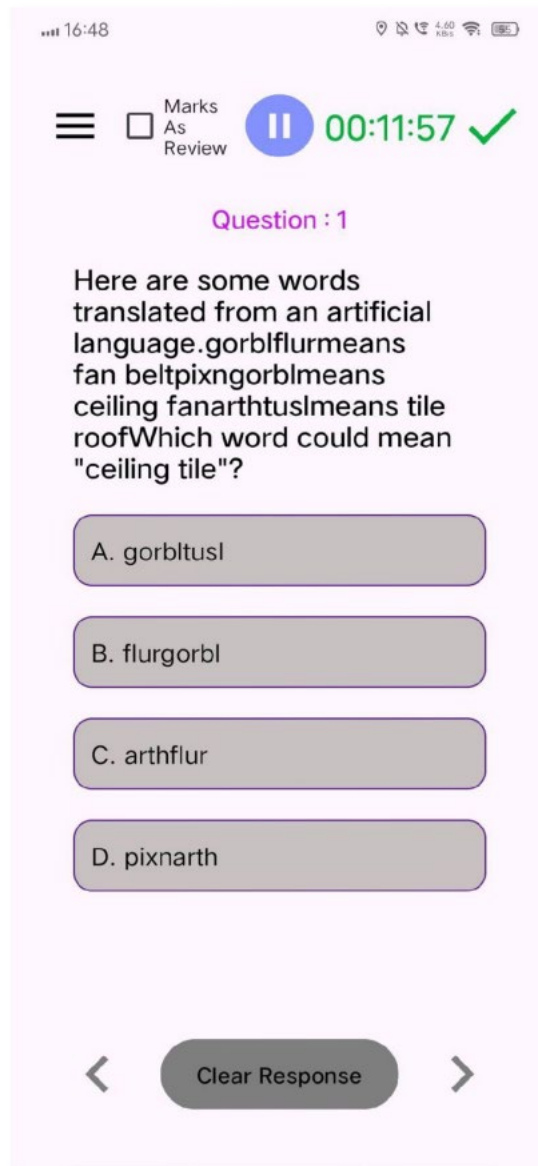 16:48
4.60
KB/s
Marks
As
Review
00:11:57
Question : 1
Here are some words
translated from an artificial
language.gorblflurmeans
fan beltpixngorblmeans
ceiling fanarthtuslmeans tile
roofWhich word could mean
"ceiling tile"?
A. gorbltusl
B. flurgorbl
C. arthflur
D. pixnarth
Clear Response